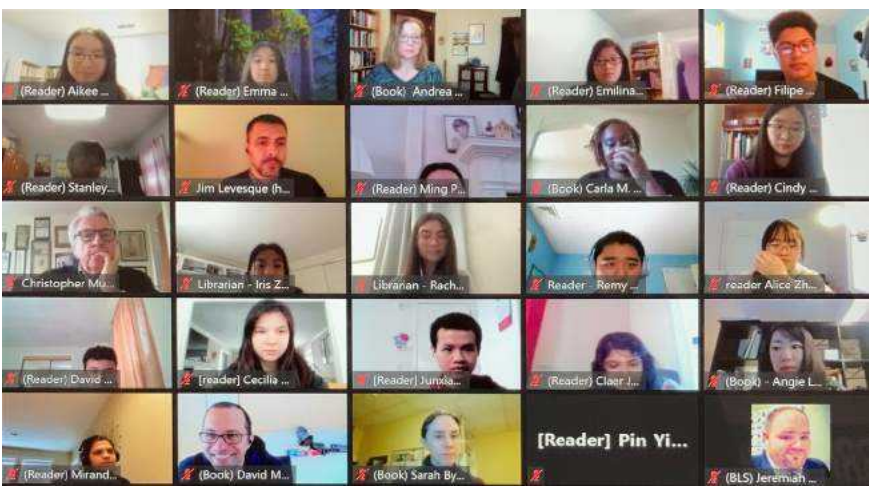 (Reader) Aikee ...
(Reader) Emma ...
(Book) Andrea ...
(Reader) Emilina...
(Reader) Filipe ...
(Reader) Stanley...
Jim Levesque (h...
(Reader) Ming P...
(Book) Carla M. ...
(Reader) Cindy ...
Christopher Mu...
Librarian - Iris Z...
Librarian - Rach...
Reader - Remy ...
reader Alice Zh...
(Reader) David ...
[reader] Cecilia ...
(Reader) Junxia...
(Reader) Claer J...
(Book) - Angie L...
(Reader) Mirand...
(Book) David M...
(Book) Sarah By...
[Reader] Pin Yi...
(BLS) Jeremiah ...